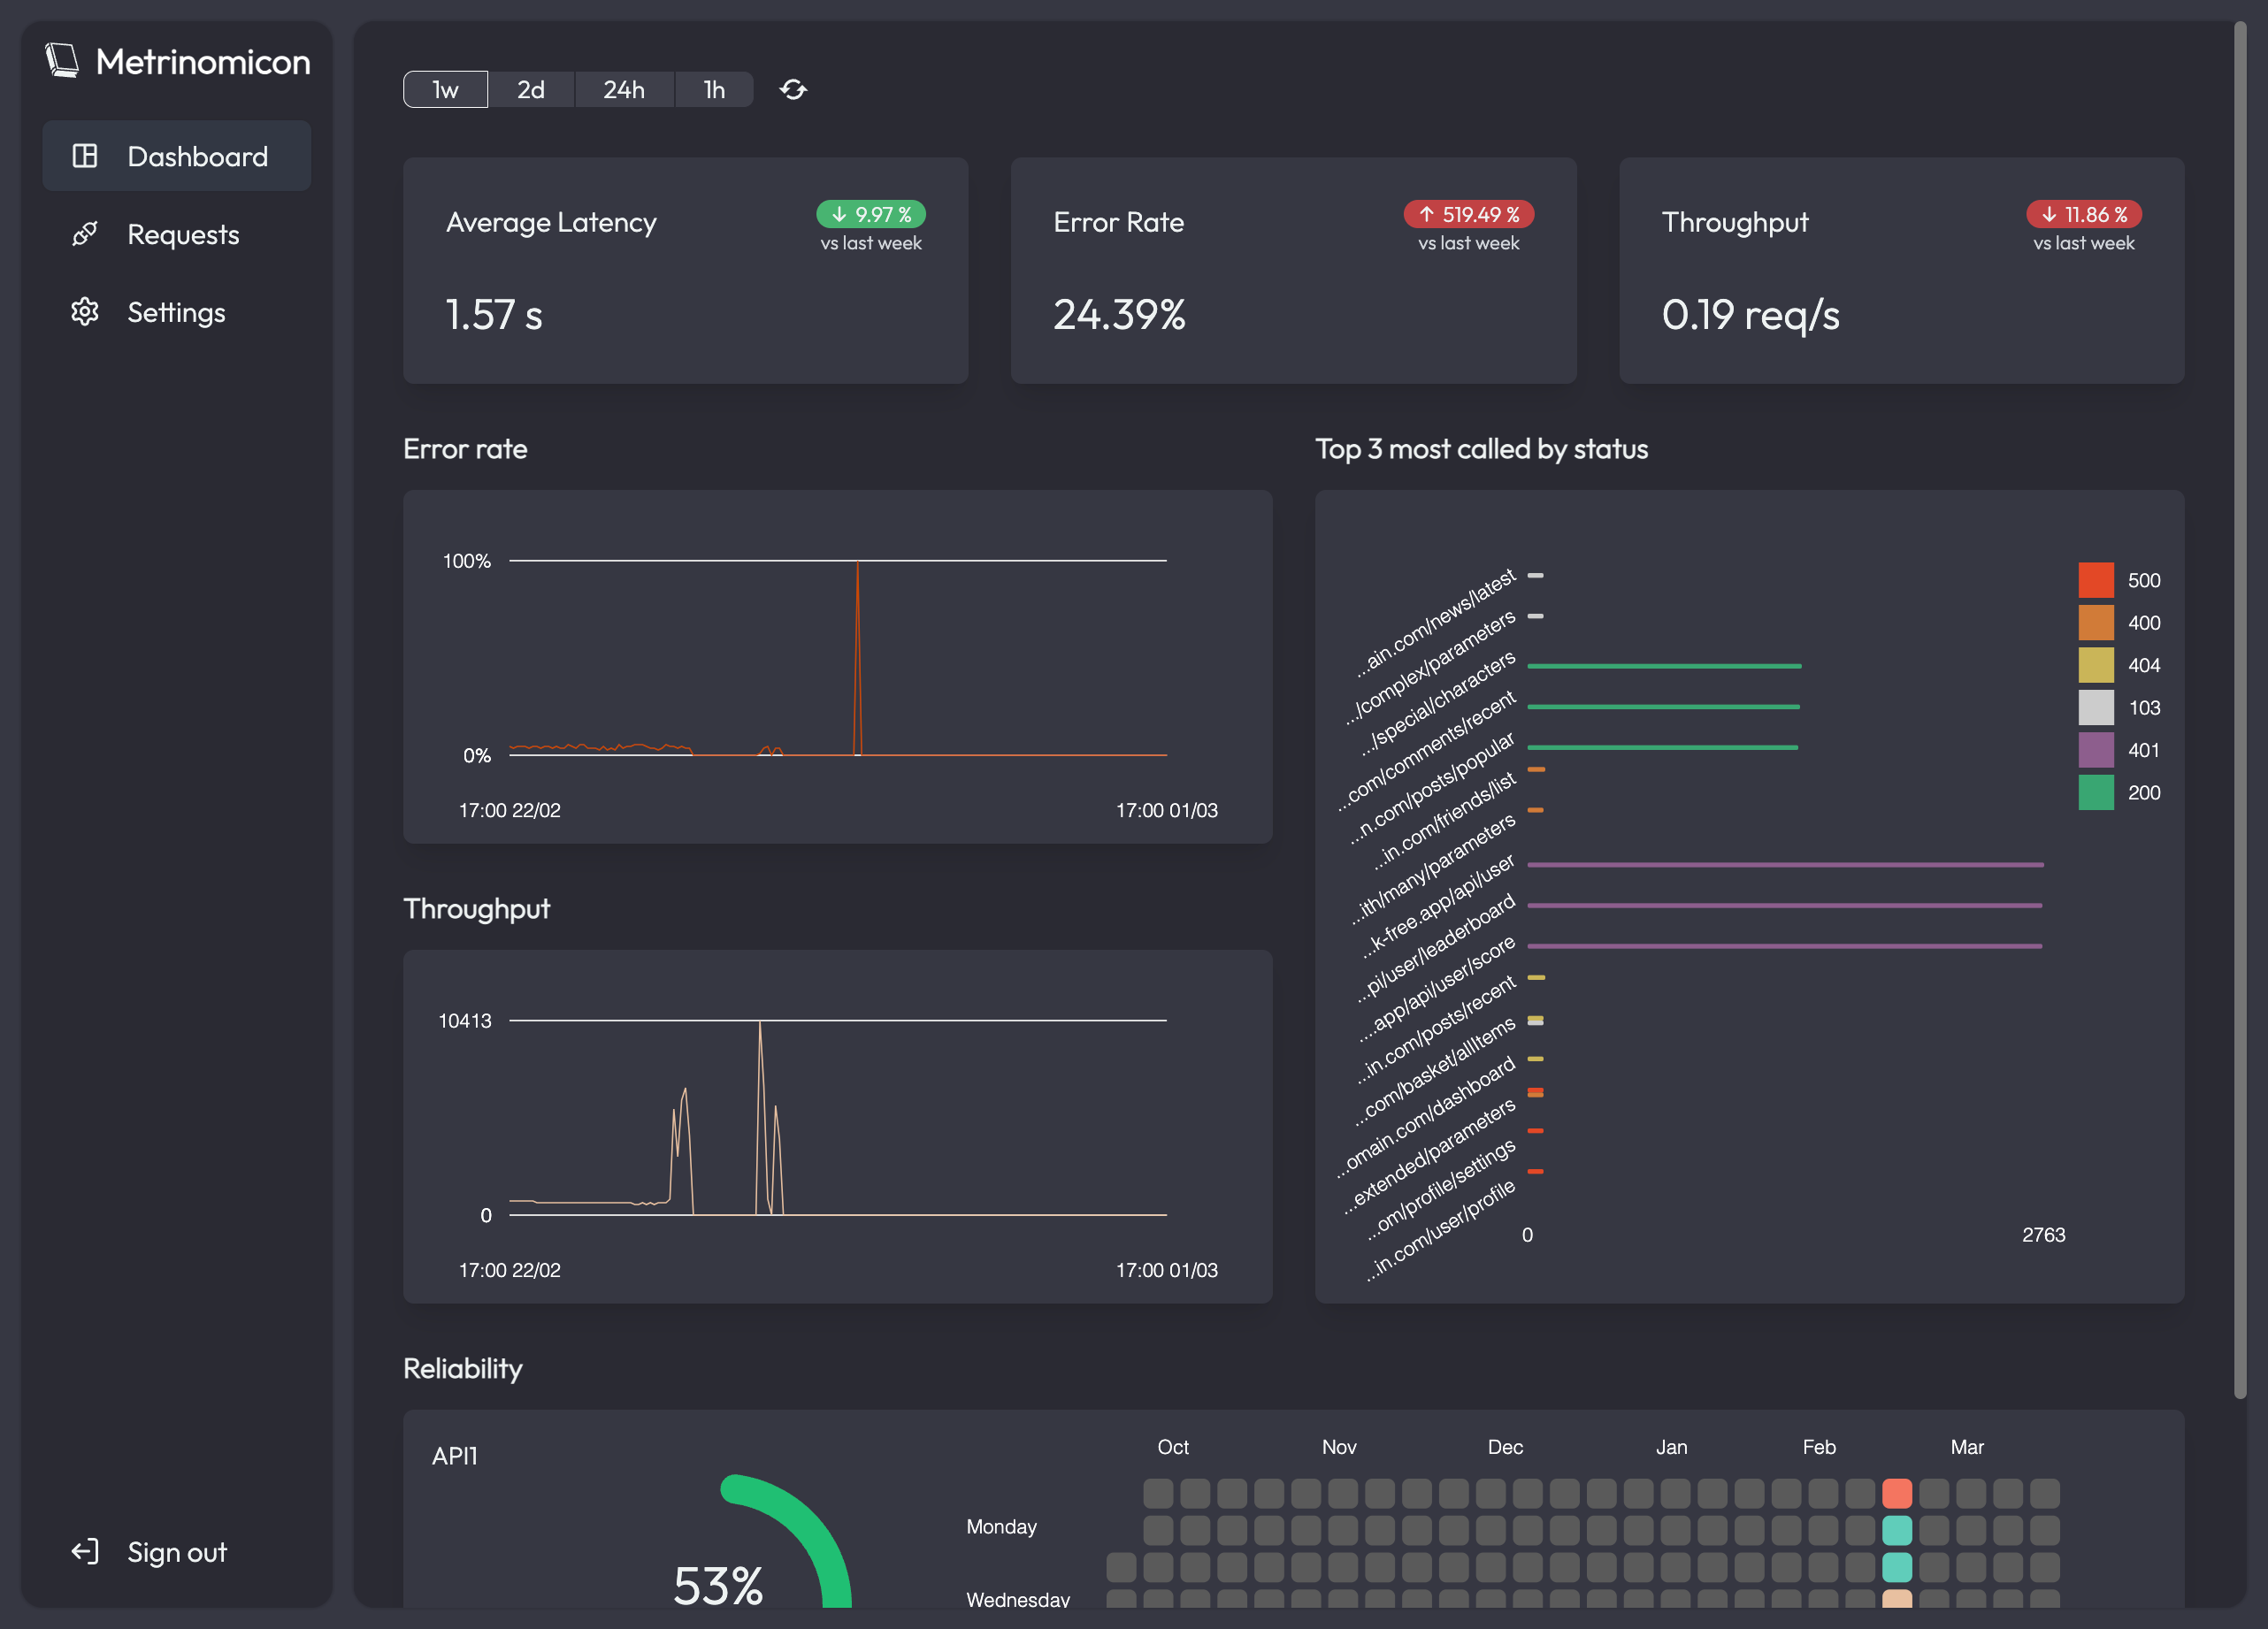 Metrinomicon
Dashboard
Requests
Settings
Sign out
1w 2d 24h 1h
Average Latency
9.97 %
vs last week
1.57 s
Error Rate
519.49 %
vs last week
24.39%
Throughput
11.86 %
vs last week
0.19 req/s
Error rate
100%
0%
17:00 22/02
17:00 01/03
Throughput
10413
0
17:00 22/02
17:00 01/03
Top 3 most called by status
...ain.com/news/latest
.../complex/parameters
.../special/characters
...com/comments/recent
...n.com/posts/popular
...in.com/friends/list
...ith/many/parameters
...k-free.app/api/user
...pi/user/leaderboard
....app/api/user/score
...in.com/posts/recent
...com/basket/allItems
...omain.com/dashboard
...extended/parameters
...om/profile/settings
...in.com/user/profile
0
2763
500
400
404
103
401
200
Reliability
API1
53%
Oct Nov Dec Jan Feb Mar
Monday
Wednesday